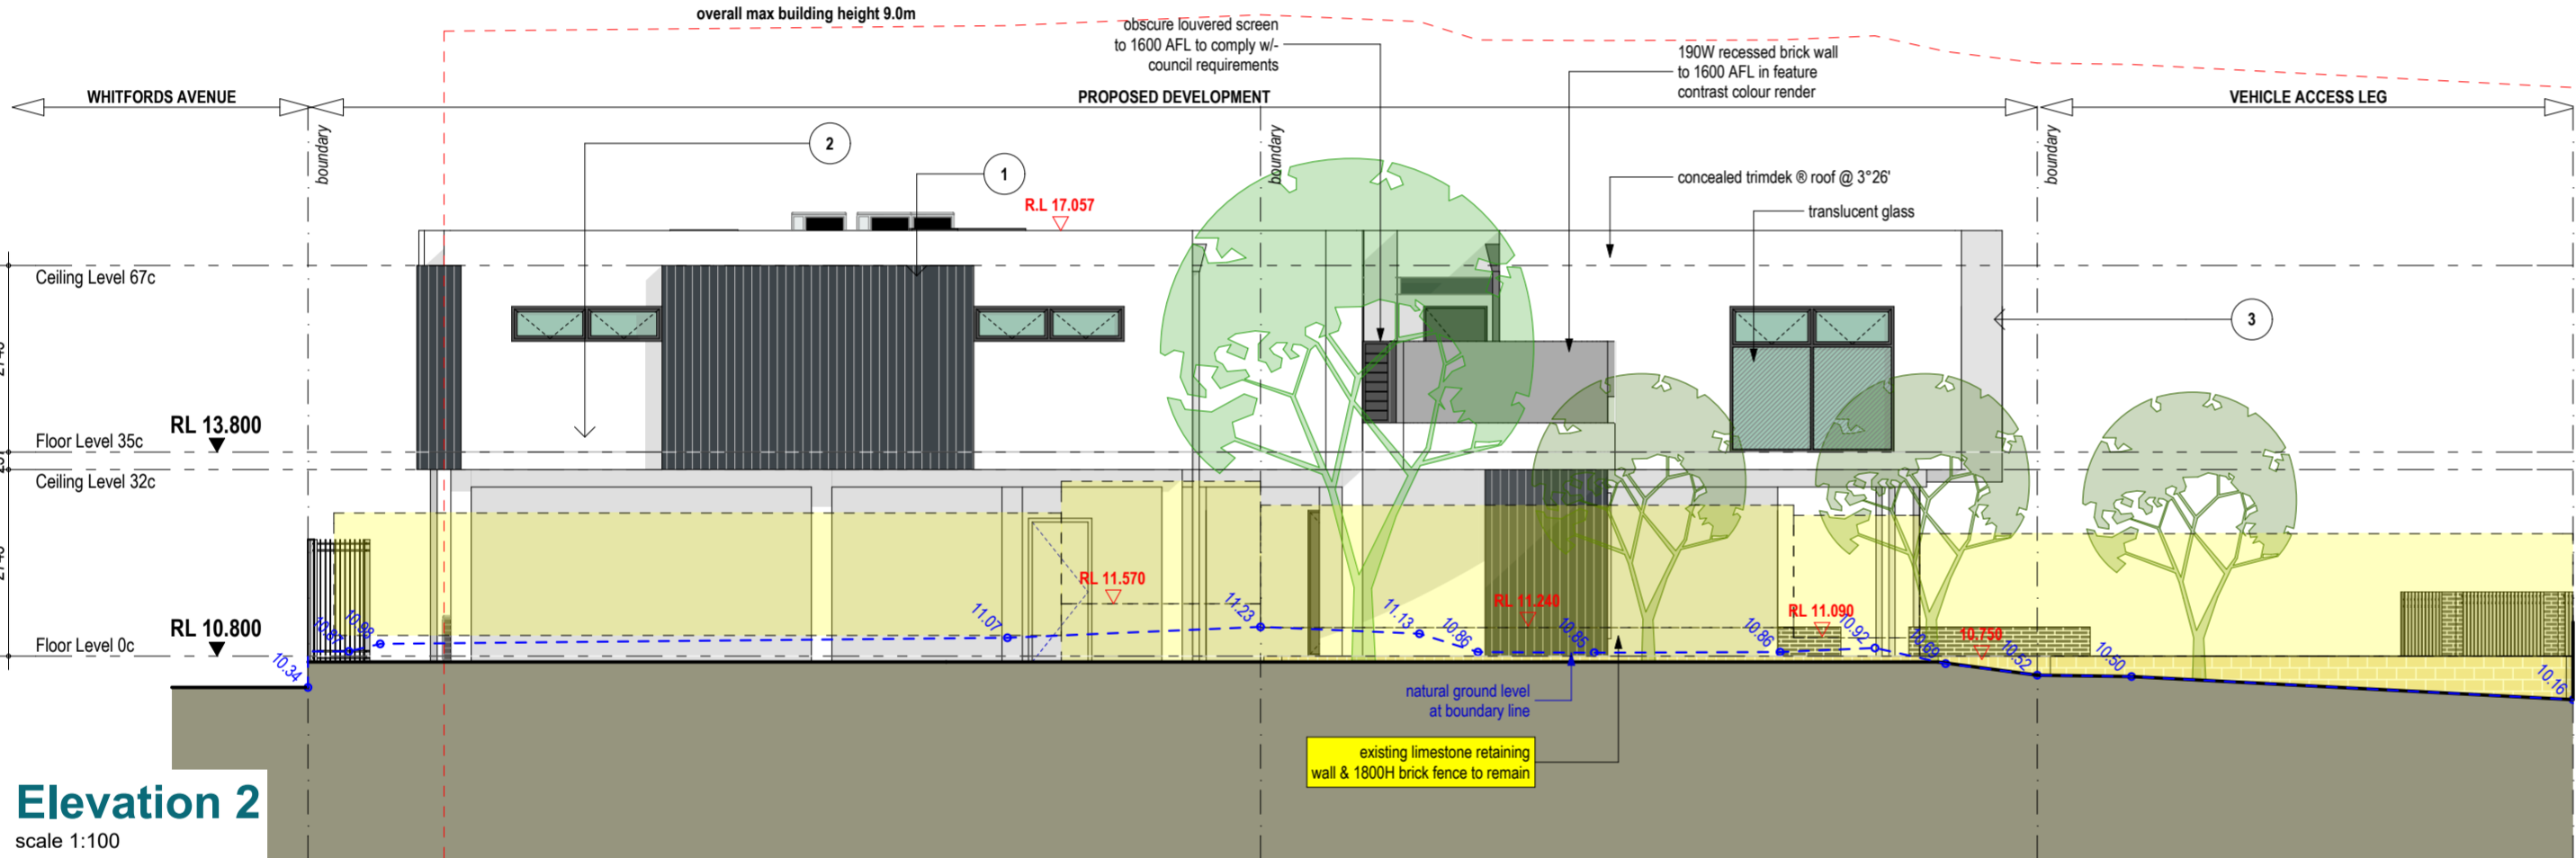 overall max building height 9.0m
obscure louvered screen
to 1600 AFL to comply w/-
council requirements
190W recessed brick wall
to 1600 AFL in feature
contrast colour render
WHITFORDS AVENUE
PROPOSED DEVELOPMENT
VEHICLE ACCESS LEG
boundary
boundary
boundary
2
1
concealed trimdek ® roof @ 3°26'
translucent glass
R.L 17.057
Ceiling Level 67c
3
RL 13.800
Floor Level 35c
Ceiling Level 32c
RL 11.570
RL 11.240
RL 11.090
10.750
RL 10.800
Floor Level 0c
10.34
10.98
11.07
11.23
11.13
10.86
10.85
10.86
10.92
10.69
10.52
10.50
10.16
natural ground level
at boundary line
existing limestone retaining
wall & 1800H brick fence to remain
Elevation 2
scale 1:100